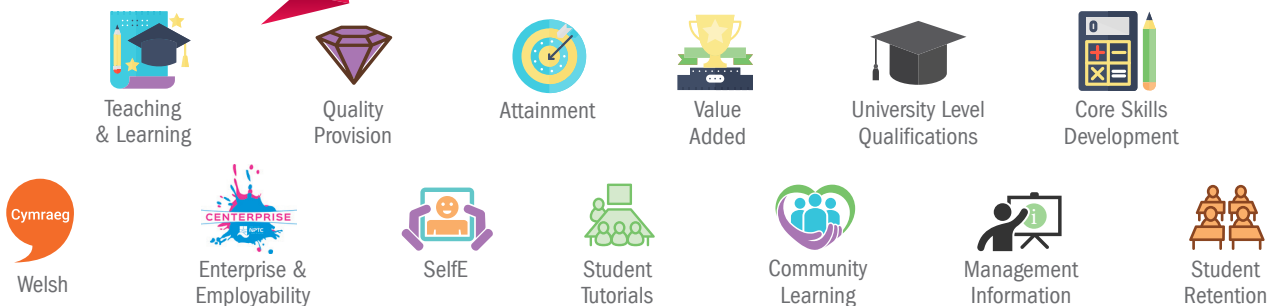 0
Teaching
& Learning
Quality
Provision
Attainment
Value
Added
University Level
Qualifications
Core Skills
Development
Cymraeg
Welsh
CENTERPRISE
NPTC
Enterprise &
Employability
SelfE
Student
Tutorials
Community
Learning
i
Management
Information
Student
Retention